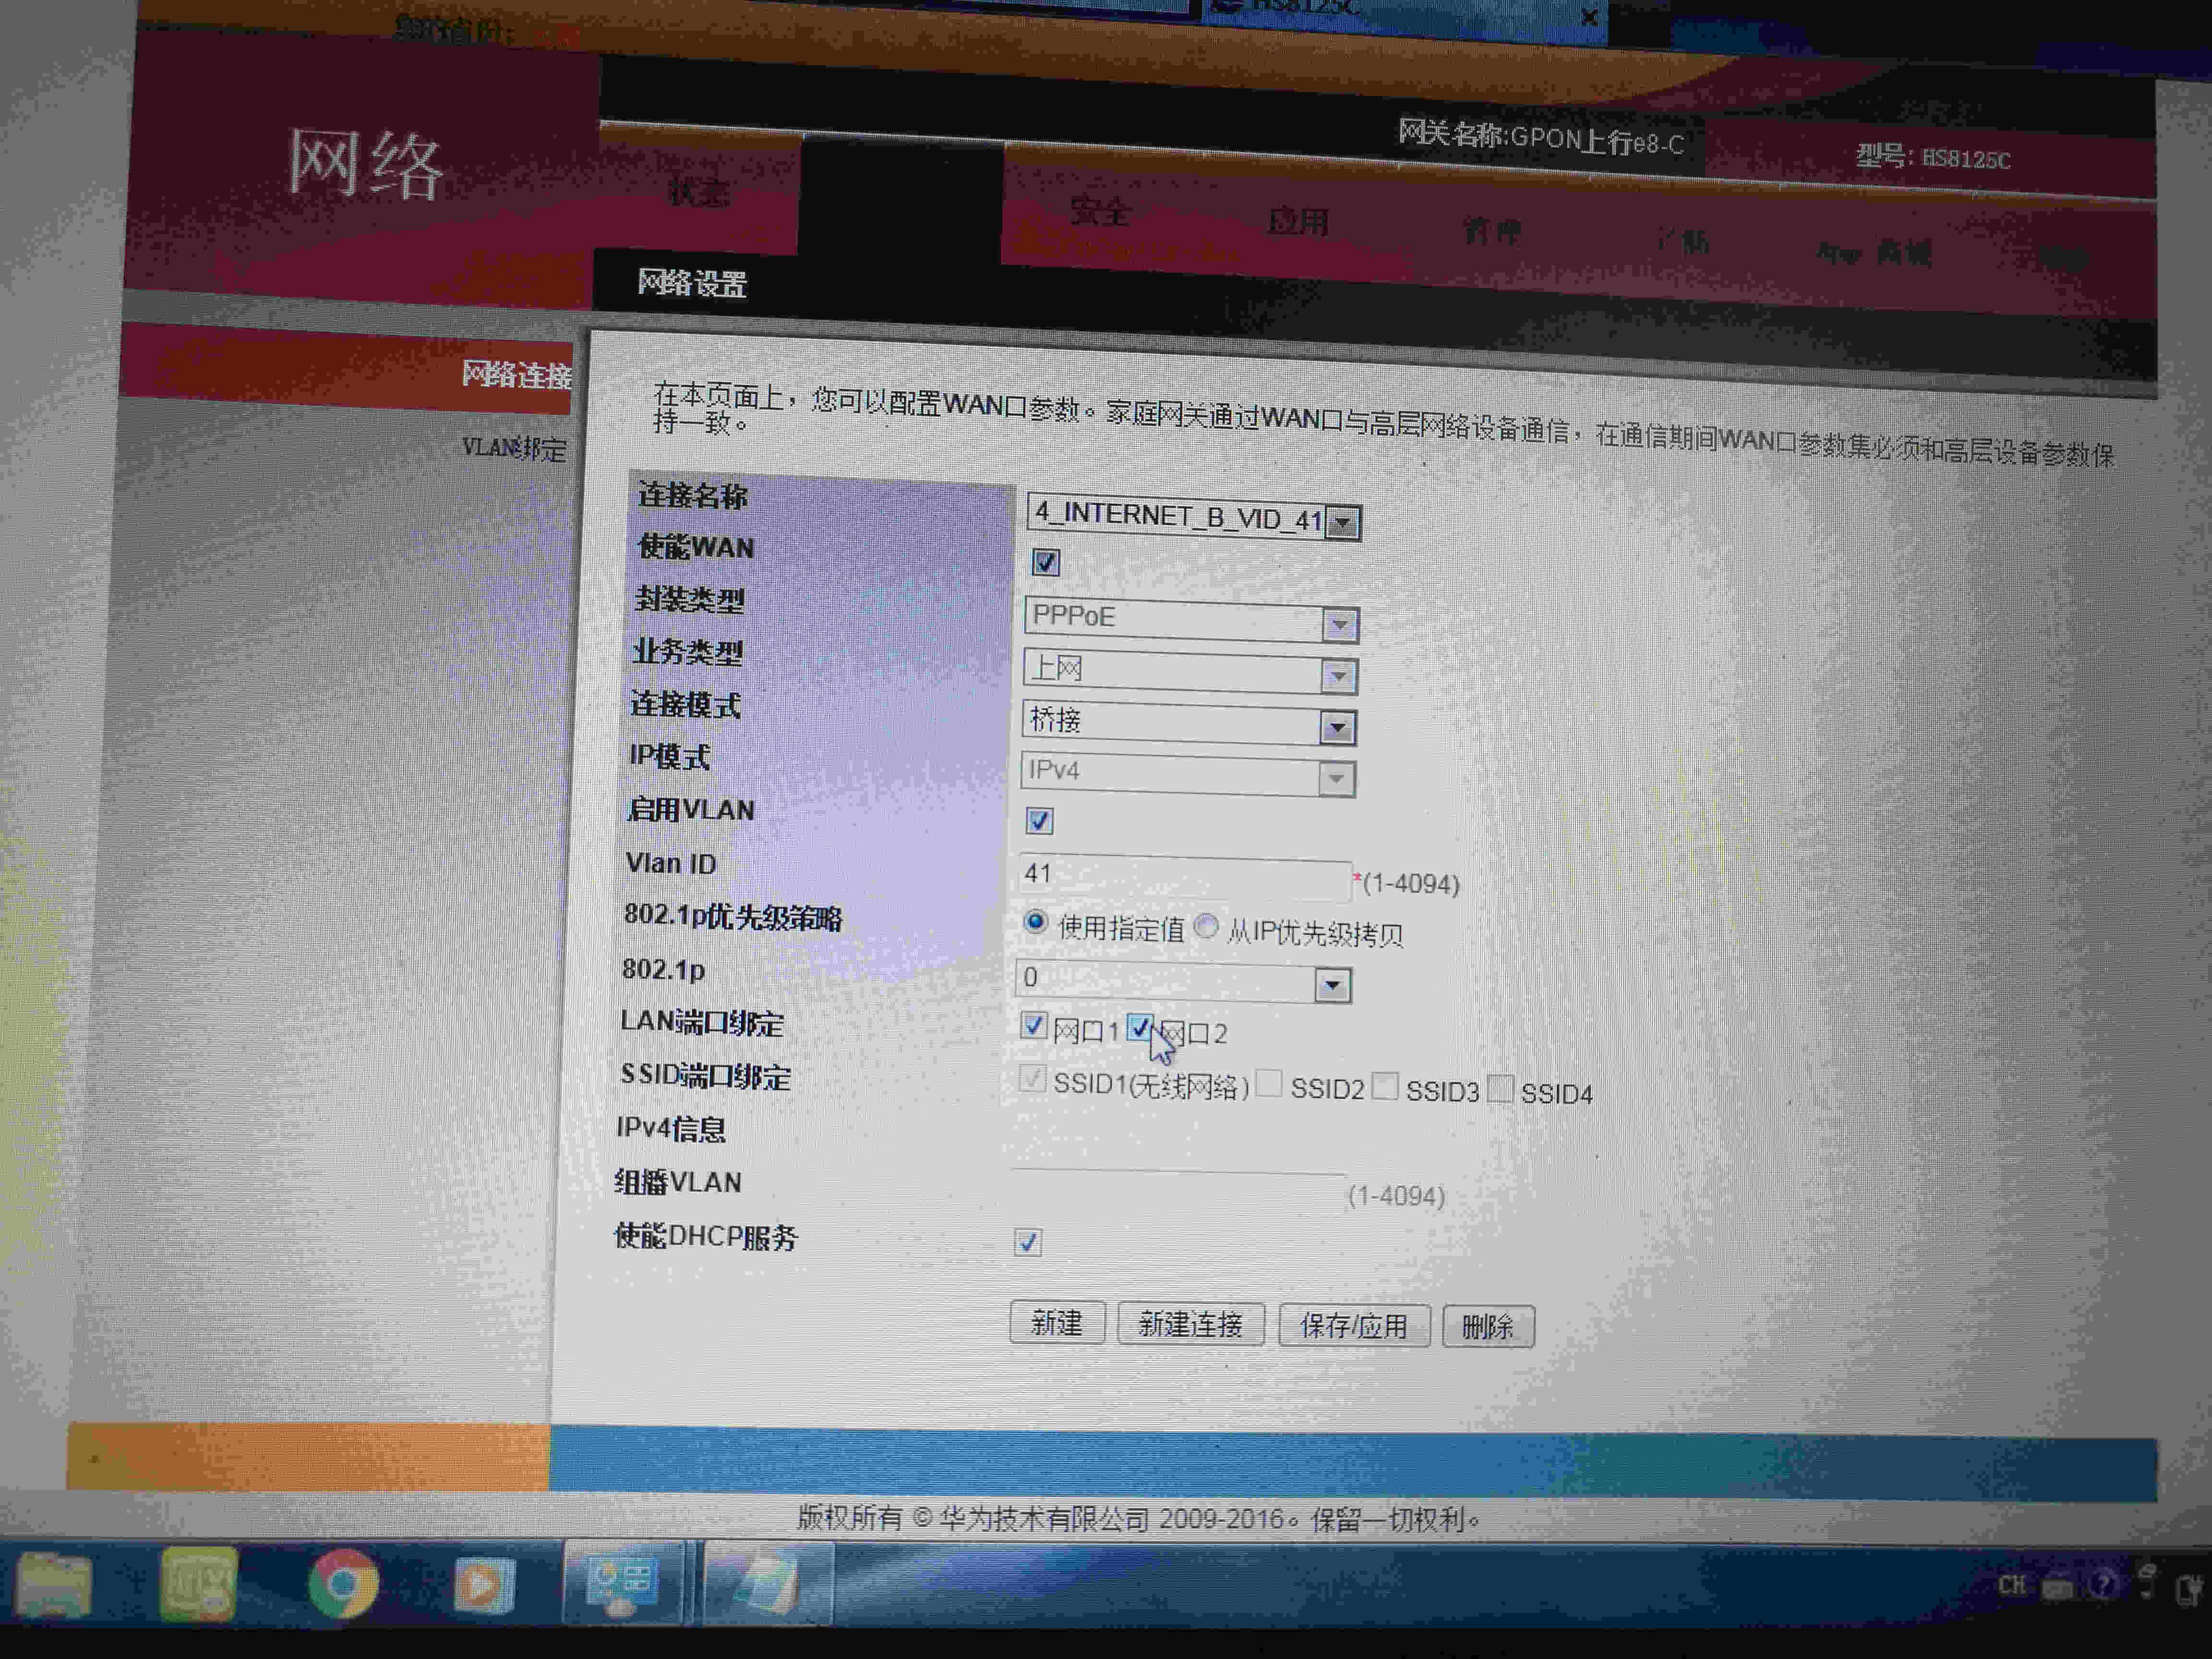 HS8125C
网络
网关名称:GPON上行e8-C
型号: HS8125C
状态
安全
应用
管理
网络设置
网络连接
VLAN绑定
在本页面上，您可以配置WAN口参数。家庭网关通过WAN口与高层网络设备通信，在通信期间WAN口参数集必须和高层设备参数保
持一致。
连接名称 4_INTERNET_B_VID_41
使能WAN
封装类型 PPPoE
业务类型 上网
连接模式 桥接
IP模式 IPv4
启用VLAN
Vlan ID 41 *(1-4094)
802.1p优先级策略 使用指定值 从IP优先级拷贝
802.1p 0
LAN端口绑定 网口1 网口2
SSID端口绑定 SSID1(无线网络) SSID2 SSID3 SSID4
IPv4信息
组播VLAN (1-4094)
使能DHCP服务
新建 新建连接 保存/应用 删除
版权所有 © 华为技术有限公司 2009-2016。保留一切权利。
CH